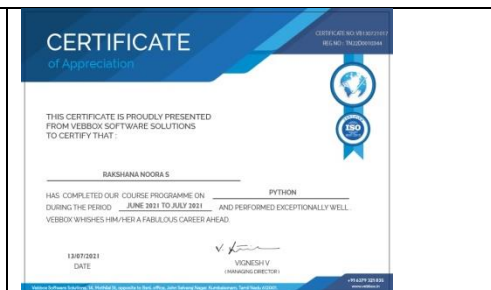 CERTIFICATE
of Appreciation
THIS CERTIFICATE IS PROUDLY PRESENTED
FROM VEBBOX SOFTWARE SOLUTIONS
TO CERTIFY THAT :
ISO
RAKSHANA NOORA S
HAS COMPLETED OUR COURSE PROGRAMME ON PYTHON
DURING THE PERIOD JUNE 2021 TO JULY 2021 AND PERFORMED EXCEPTIONALLY WELL.
VEBBOX WHISHES HIM/HER A FABULOUS CAREER AHEAD.
13/07/2021
DATE
VIGNESH V
( MANAGING DIRECTOR )